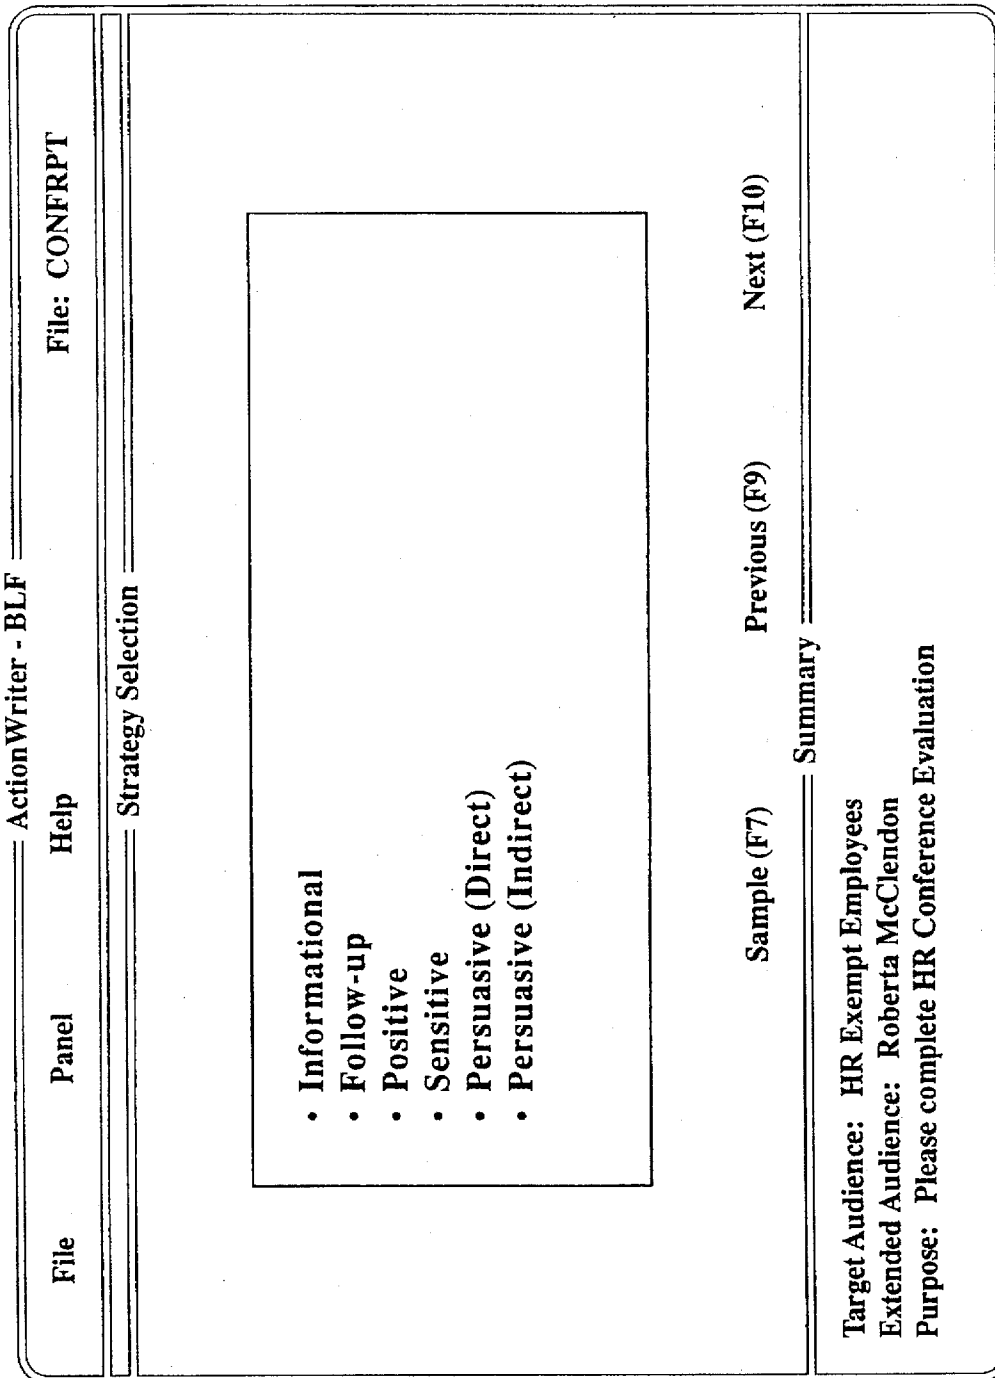 ActionWriter - BLF
File Panel Help File: CONFRPT
Strategy Selection
• Informational
• Follow-up
• Positive
• Sensitive
• Persuasive (Direct)
• Persuasive (Indirect)
Sample (F7) Previous (F9) Next (F10)
Summary
Target Audience: HR Exempt Employees
Extended Audience: Roberta McClendon
Purpose: Please complete HR Conference Evaluation